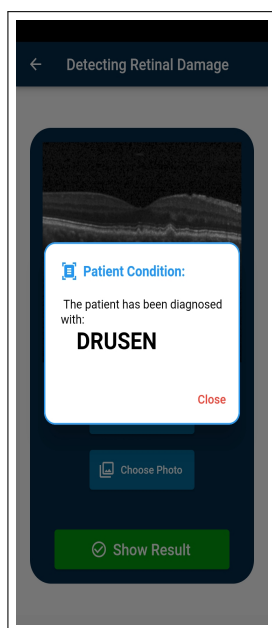 Detecting Retinal Damage
Patient Condition:
The patient has been diagnosed
with:
DRUSEN
Close
Choose Photo
Show Result